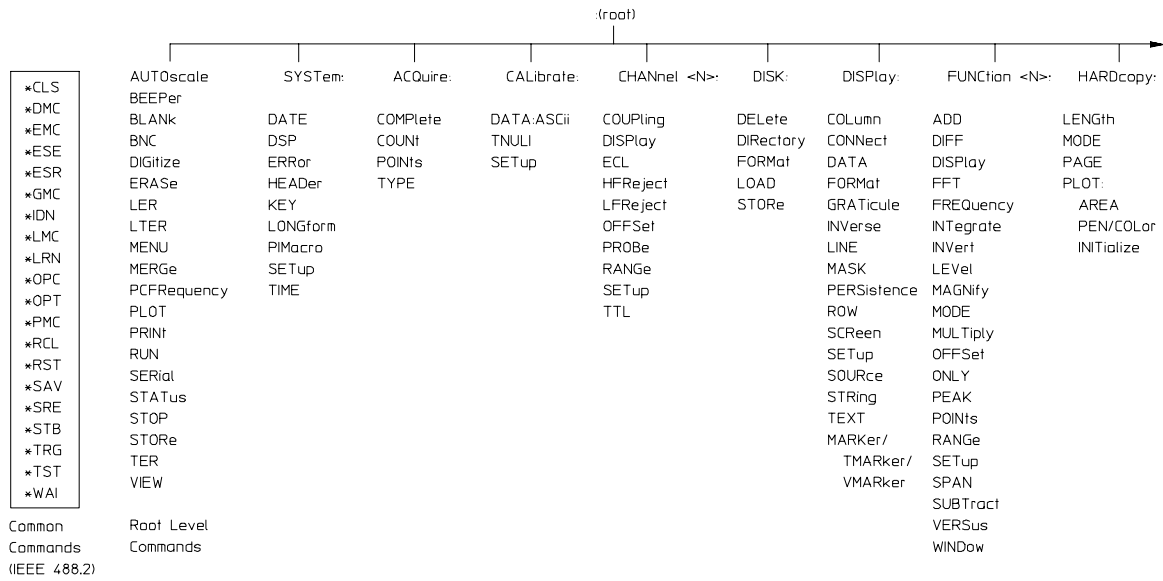 :(root)
AUTOscale SYSTem: ACQuire: CALibrate: CHANnel <N>: DISK: DISPlay: FUNCtion <N>: HARDcopy:
*CLS
*DMC
*EMC
*ESE
*ESR
*GMC
*IDN
*LMC
*LRN
*OPC
*OPT
*PMC
*RCL
*RST
*SAV
*SRE
*STB
*TRG
*TST
*WAI
Common
Commands
(IEEE 488.2)
BEEPer
BLANk
BNC
DIGitize
ERASe
LER
LTER
MENU
MERGe
PCFRequency
PLOT
PRINt
RUN
SERial
STATus
STOP
STORe
TER
VIEW
Root Level
Commands
DATE
DSP
ERRor
HEADer
KEY
LONGform
PIMacro
SETup
TIME
COMPlete
COUNt
POINts
TYPE
DATA:ASCii
TNULl
SETup
COUPling
DISPlay
ECL
HFReject
LFReject
OFFSet
PROBe
RANGe
SETup
TTL
DELete
DIRectory
FORMat
LOAD
STORe
COLumn
CONNect
DATA
FORMat
GRATicule
INVerse
LINE
MASK
PERSistence
ROW
SCReen
SETup
SOURce
STRing
TEXT
MARKer/
TMARker/
VMARker
ADD
DIFF
DISPlay
FFT
FREQuency
INTegrate
INVert
LEVel
MAGNify
MODE
MULTiply
OFFSet
ONLY
PEAK
POINts
RANGe
SETup
SPAN
SUBTract
VERSus
WINDow
LENGth
MODE
PAGE
PLOT:
AREA
PEN/COLor
INITialize